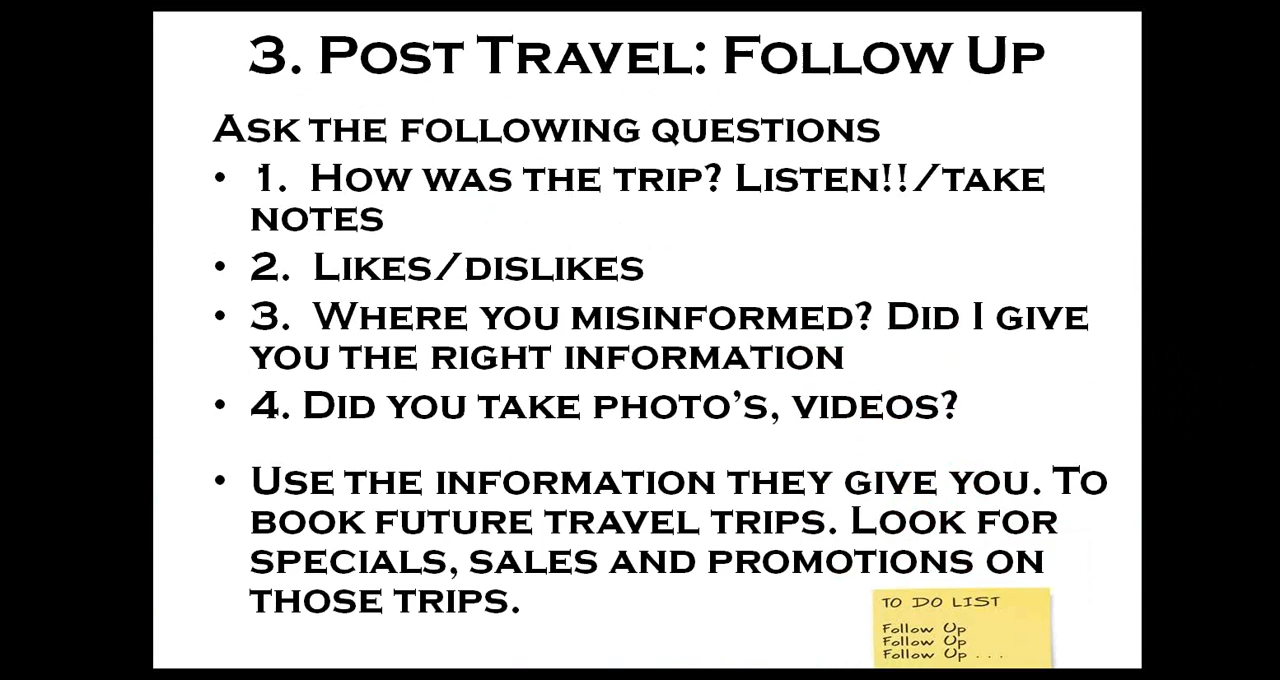 3. Post Travel: Follow Up
Ask the following questions
• 1. How was the trip? Listen!!/take
notes
• 2. Likes/dislikes
• 3. Where you misinformed? Did I give
you the right information
• 4. Did you take photo's, videos?
• Use the information they give you. To
book future travel trips. Look for
specials, sales and promotions on
those trips.
TO DO LIST
Follow Up
Follow Up
Follow Up . . .